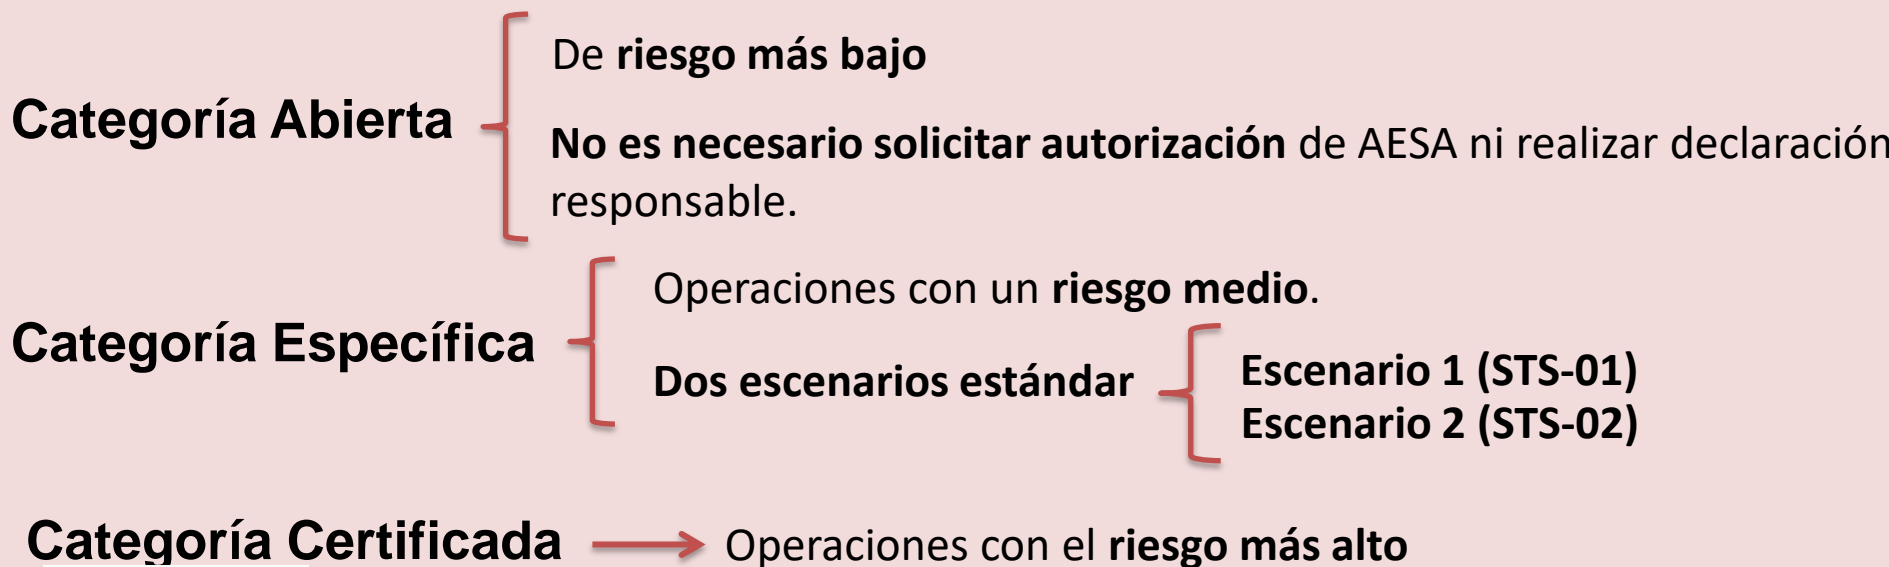 De riesgo más bajo
Categoría Abierta
No es necesario solicitar autorización de AESA ni realizar declaración
responsable.
Operaciones con un riesgo medio.
Categoría Específica
Dos escenarios estándar
Escenario 1 (STS-01)
Escenario 2 (STS-02)
Categoría Certificada
Operaciones con el riesgo más alto